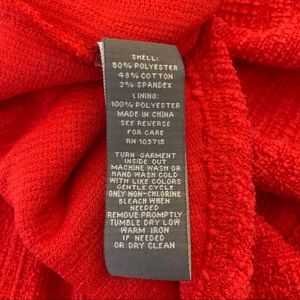 SHELL:
50% POLYESTER
48% COTTON
2% SPANDEX
LINING:
100% POLYESTER
MADE IN CHINA
SEE REVERSE
FOR CARE
RN 103715
TURN GARMENT
INSIDE OUT
MACHINE WASH OR
HAND WASH COLD
WITH LIKE COLORS
GENTLE CYCLE
ONLY NON-CHLORINE
BLEACH WHEN
NEEDED
REMOVE PROMPTLY
TUMBLE DRY LOW
WARM IRON
IF NEEDED
OR DRY CLEAN